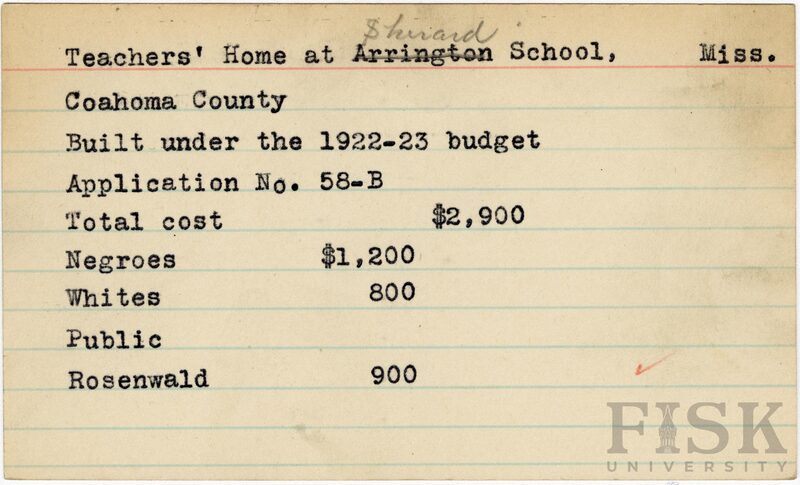 Sherard
Teachers' Home at Arrington School, Miss.
Coahoma County
Built under the 1922-23 budget
Application No. 58-B
Total cost $2,900
Negroes $1,200
Whites 800
Public
Rosenwald 900
FISK
UNIVERSITY